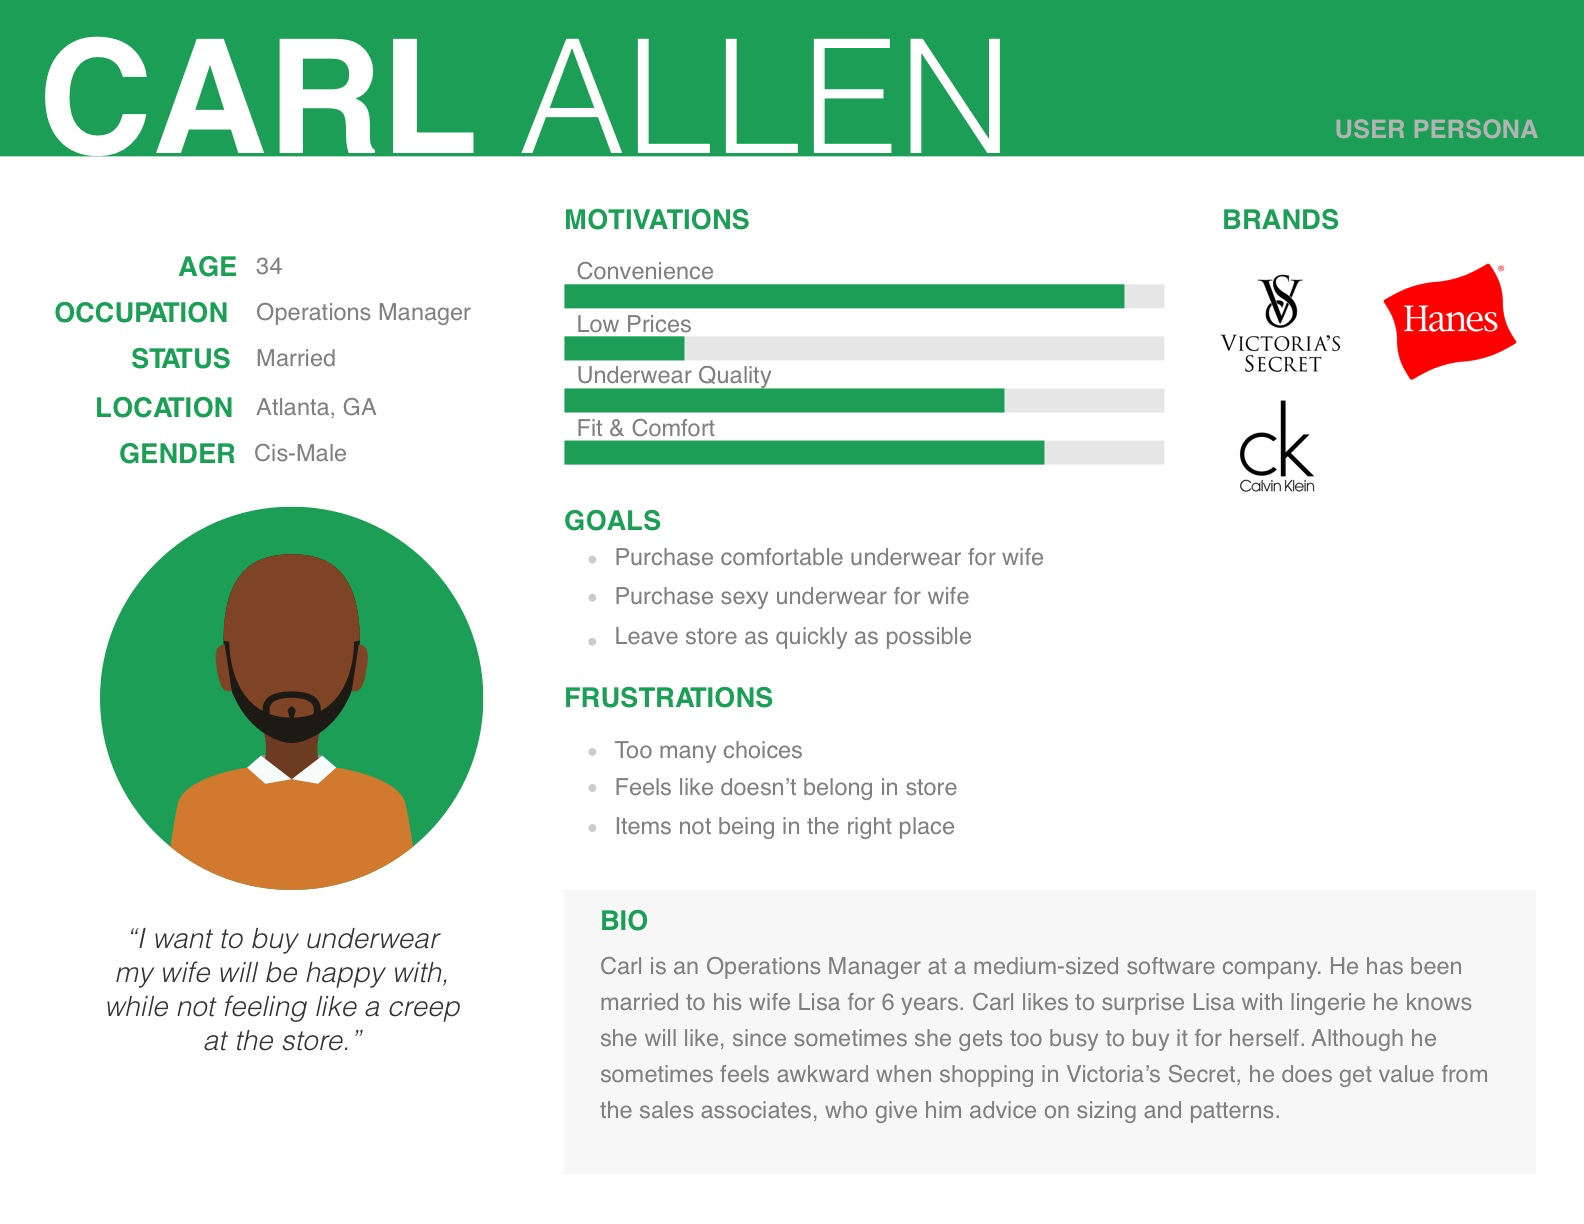 CARL ALLEN
USER PERSONA
AGE 34
OCCUPATION Operations Manager
STATUS Married
LOCATION Atlanta, GA
GENDER Cis-Male
“I want to buy underwear
my wife will be happy with,
while not feeling like a creep
at the store.”
MOTIVATIONS
Convenience
Low Prices
Underwear Quality
Fit & Comfort
GOALS
Purchase comfortable underwear for wife
Purchase sexy underwear for wife
Leave store as quickly as possible
FRUSTRATIONS
Too many choices
Feels like doesn’t belong in store
Items not being in the right place
BRANDS
VS
VICTORIA’S
SECRET
Hanes®
ck
Calvin Klein
BIO
Carl is an Operations Manager at a medium-sized software company. He has been
married to his wife Lisa for 6 years. Carl likes to surprise Lisa with lingerie he knows
she will like, since sometimes she gets too busy to buy it for herself. Although he
sometimes feels awkward when shopping in Victoria’s Secret, he does get value from
the sales associates, who give him advice on sizing and patterns.